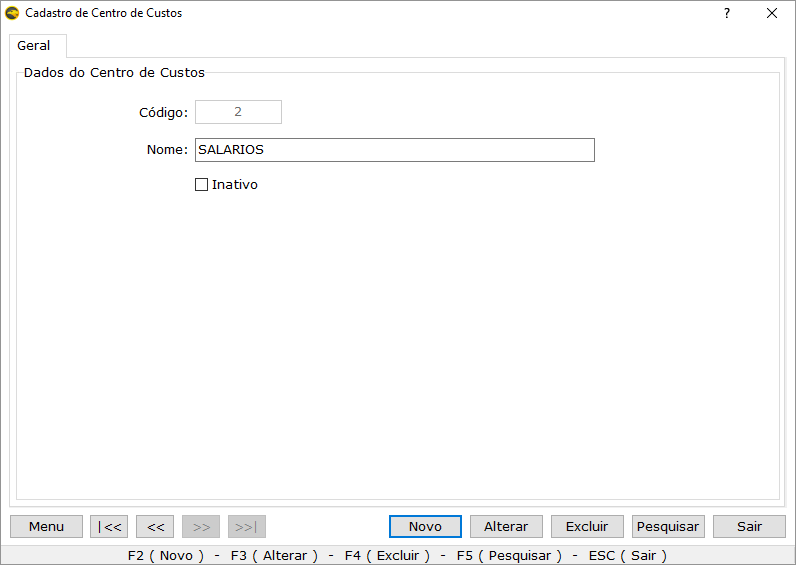 Cadastro de Centro de Custos ?
Geral
Dados do Centro de Custos
Código: 2
Nome: SALARIOS
Inativo
Menu |<< << >> >>| Novo Alterar Excluir Pesquisar Sair
F2 ( Novo ) - F3 ( Alterar ) - F4 ( Excluir ) - F5 ( Pesquisar ) - ESC ( Sair )